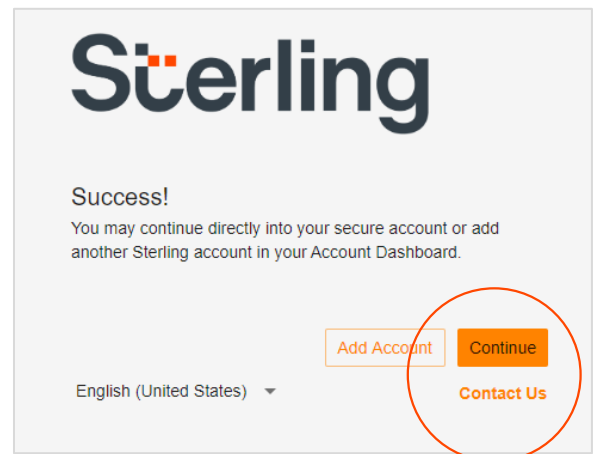 Sterling
Success!
You may continue directly into your secure account or add
another Sterling account in your Account Dashboard.
Add Account
Continue
English (United States)
Contact Us